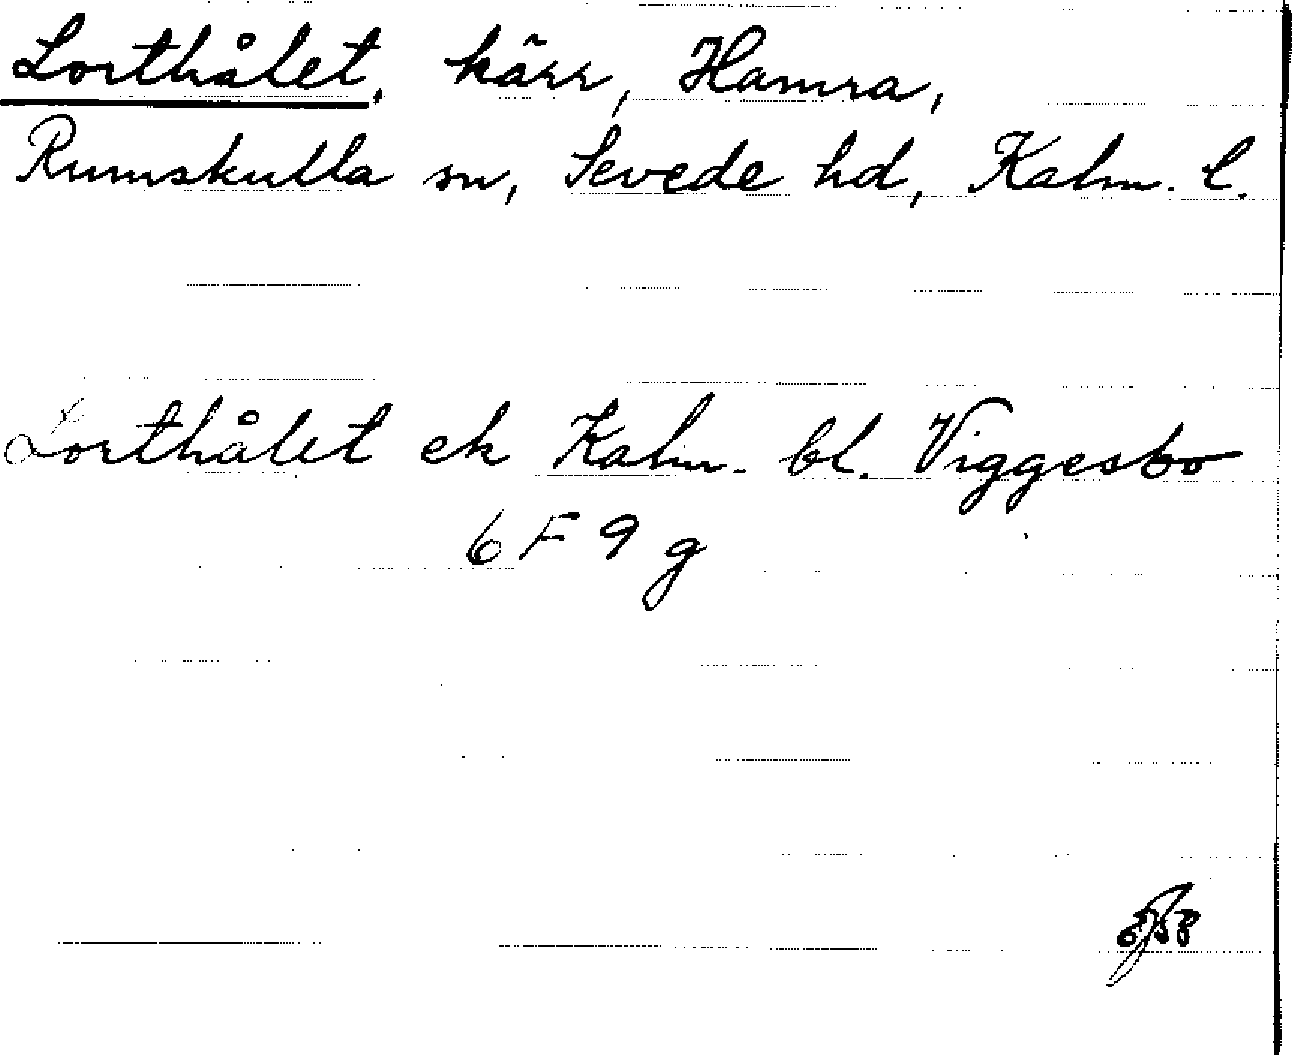 Lorthålet, kärr, Hamra,
Rumskulla sn, Sevede hd, Kalm. l.
Lorthålet ek Kalm. bl. Viggesbo
6 F 9 g